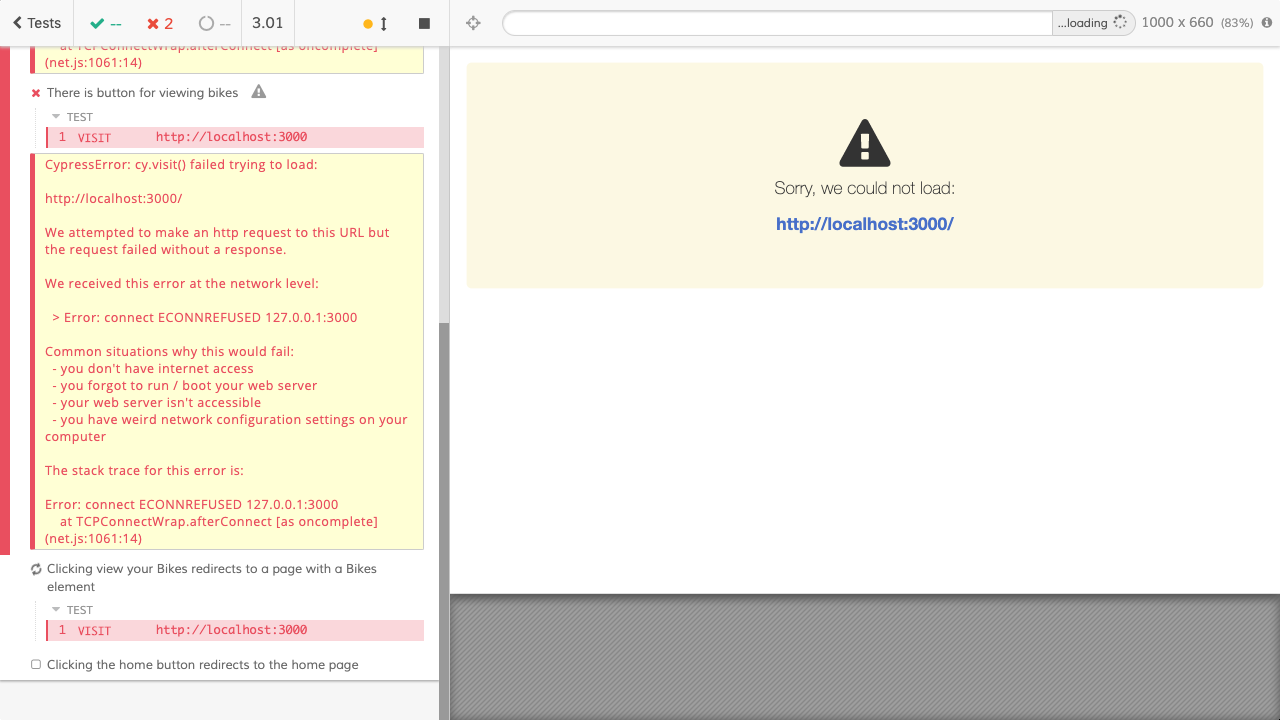 Tests
--
2
--
3.01
...loading
1000 x 660 (83%)
at TCPConnectWrap.afterConnect [as oncomplete]
(net.js:1061:14)
There is button for viewing bikes
TEST
1 VISIT http://localhost:3000
CypressError: cy.visit() failed trying to load:
http://localhost:3000/
We attempted to make an http request to this URL but
the request failed without a response.
We received this error at the network level:
> Error: connect ECONNREFUSED 127.0.0.1:3000
Common situations why this would fail:
- you don't have internet access
- you forgot to run / boot your web server
- your web server isn't accessible
- you have weird network configuration settings on your
computer
The stack trace for this error is:
Error: connect ECONNREFUSED 127.0.0.1:3000
at TCPConnectWrap.afterConnect [as oncomplete]
(net.js:1061:14)
Clicking view your Bikes redirects to a page with a Bikes
element
TEST
1 VISIT http://localhost:3000
Clicking the home button redirects to the home page
Sorry, we could not load:
http://localhost:3000/